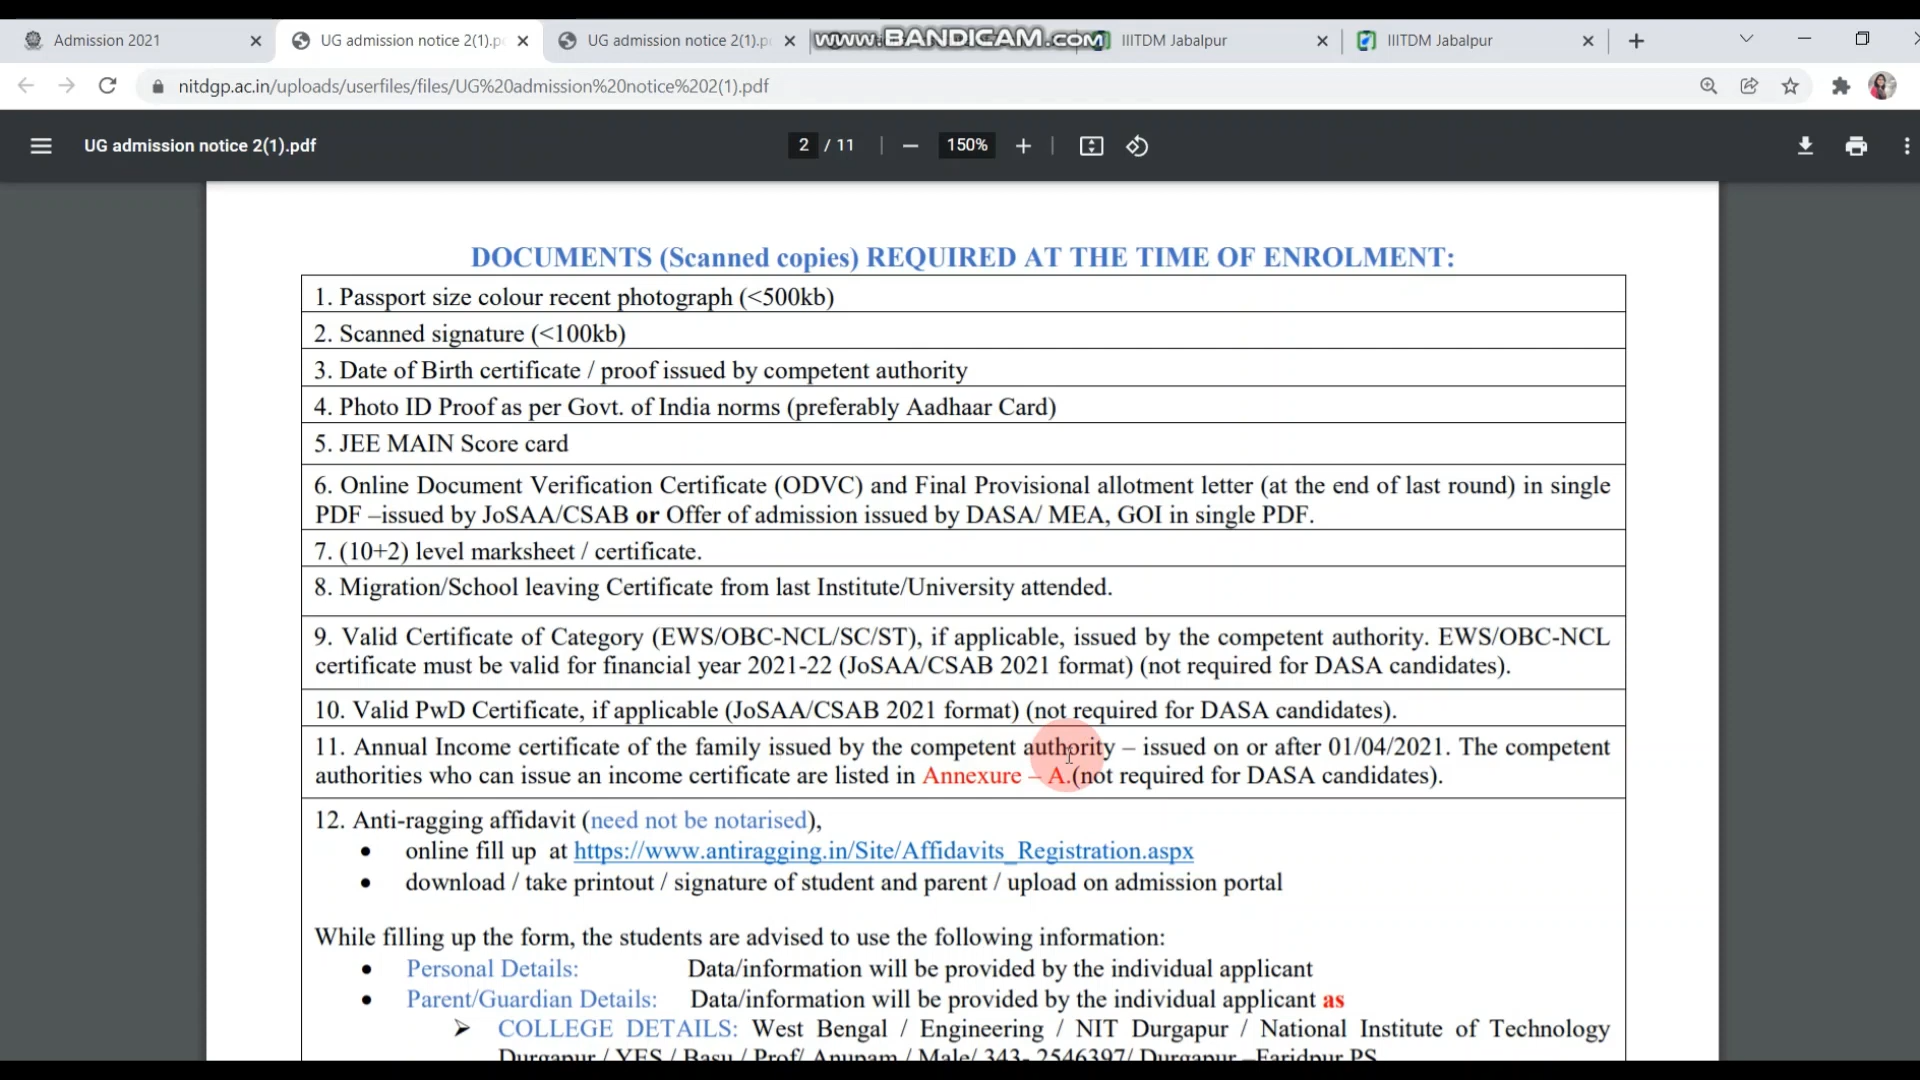 Admission 2021
UG admission notice 2(1).p
UG admission notice 2(1).p
www.BANDICAM.com
IIITDM Jabalpur
IIITDM Jabalpur
nitdgp.ac.in/uploads/userfiles/files/UG%20admission%20notice%202(1).pdf
UG admission notice 2(1).pdf
2 / 11
150%
DOCUMENTS (Scanned copies) REQUIRED AT THE TIME OF ENROLMENT:
1. Passport size colour recent photograph (<500kb)
2. Scanned signature (<100kb)
3. Date of Birth certificate / proof issued by competent authority
4. Photo ID Proof as per Govt. of India norms (preferably Aadhaar Card)
5. JEE MAIN Score card
6. Online Document Verification Certificate (ODVC) and Final Provisional allotment letter (at the end of last round) in single
PDF –issued by JoSAA/CSAB or Offer of admission issued by DASA/ MEA, GOI in single PDF.
7. (10+2) level marksheet / certificate.
8. Migration/School leaving Certificate from last Institute/University attended.
9. Valid Certificate of Category (EWS/OBC-NCL/SC/ST), if applicable, issued by the competent authority. EWS/OBC-NCL
certificate must be valid for financial year 2021-22 (JoSAA/CSAB 2021 format) (not required for DASA candidates).
10. Valid PwD Certificate, if applicable (JoSAA/CSAB 2021 format) (not required for DASA candidates).
11. Annual Income certificate of the family issued by the competent authority – issued on or after 01/04/2021. The competent
authorities who can issue an income certificate are listed in Annexure – A.(not required for DASA candidates).
12. Anti-ragging affidavit (need not be notarised),
• online fill up at https://www.antiragging.in/Site/Affidavits_Registration.aspx
• download / take printout / signature of student and parent / upload on admission portal
While filling up the form, the students are advised to use the following information:
• Personal Details: Data/information will be provided by the individual applicant
• Parent/Guardian Details: Data/information will be provided by the individual applicant as
➢ COLLEGE DETAILS: West Bengal / Engineering / NIT Durgapur / National Institute of Technology
Durgapur / YES / Basu / Prof/ Anupam / Male/ 343- 2546397/ Durgapur –Faridpur PS